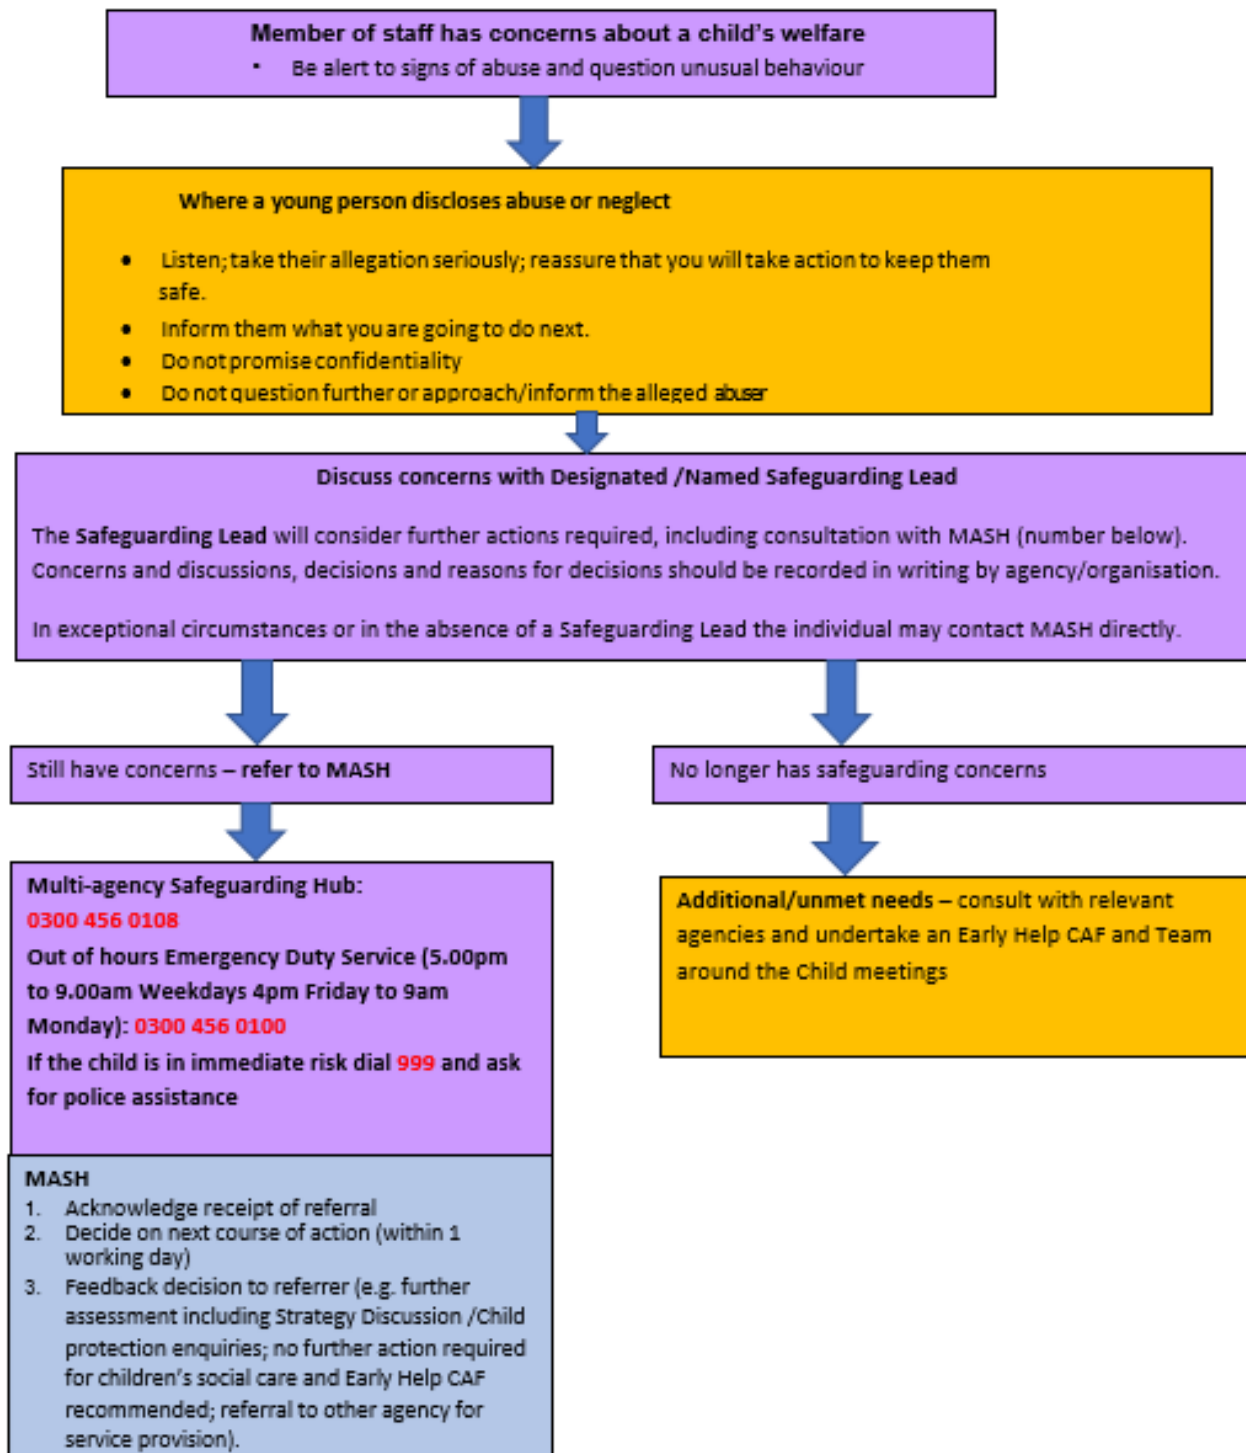 Member of staff has concerns about a child's welfare
▪ Be alert to signs of abuse and question unusual behaviour
Where a young person discloses abuse or neglect
● Listen; take their allegation seriously; reassure that you will take action to keep them
safe.
● Inform them what you are going to do next.
● Do not promise confidentiality
● Do not question further or approach/inform the alleged abuser
Discuss concerns with Designated /Named Safeguarding Lead
The Safeguarding Lead will consider further actions required, including consultation with MASH (number below).
Concerns and discussions, decisions and reasons for decisions should be recorded in writing by agency/organisation.
In exceptional circumstances or in the absence of a Safeguarding Lead the individual may contact MASH directly.
Still have concerns – refer to MASH
No longer has safeguarding concerns
Multi-agency Safeguarding Hub:
0300 456 0108
Out of hours Emergency Duty Service (5.00pm
to 9.00am Weekdays 4pm Friday to 9am
Monday): 0300 456 0100
If the child is in immediate risk dial 999 and ask
for police assistance
Additional/unmet needs – consult with relevant
agencies and undertake an Early Help CAF and Team
around the Child meetings
MASH
1. Acknowledge receipt of referral
2. Decide on next course of action (within 1
working day)
3. Feedback decision to referrer (e.g. further
assessment including Strategy Discussion /Child
protection enquiries; no further action required
for children's social care and Early Help CAF
recommended; referral to other agency for
service provision).